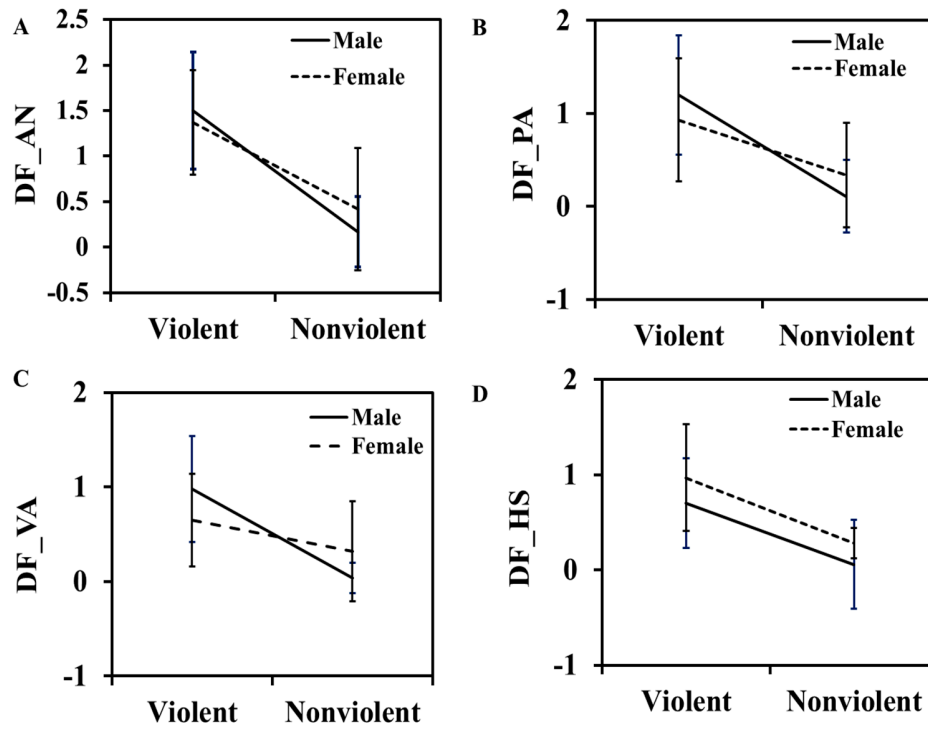 A
DF_AN
2.5
2
1.5
1
0.5
0
-0.5
Male
Female
Violent
Nonviolent
B
DF_PA
2
1
0
-1
Male
Female
Violent
Nonviolent
C
DF_VA
2
1
0
-1
Male
Female
Violent
Nonviolent
D
DF_HS
2
1
0
-1
Male
Female
Violent
Nonviolent